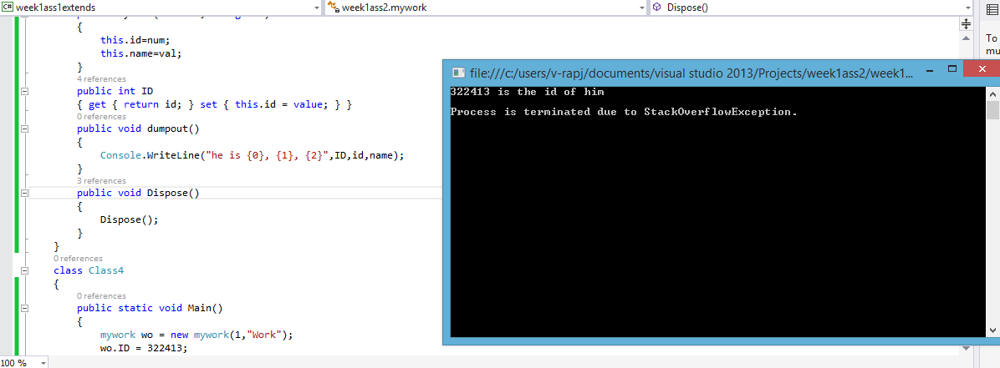 week1ass1extends
week1ass2.mywork
Dispose()
{
this.id=num;
this.name=val;
}
4 references
public int ID
{ get { return id; } set { this.id = value; } }
0 references
public void dumpout()
{
Console.WriteLine("he is {0}, {1}, {2}",ID,id,name);
}
3 references
public void Dispose()
{
Dispose();
}
}
0 references
class Class4
{
0 references
public static void Main()
{
mywork wo = new mywork(1,"Work");
wo.ID = 322413;
100 %
file:///c:/users/v-rapj/documents/visual studio 2013/Projects/week1ass2/week1...
322413 is the id of him
Process is terminated due to StackOverflowException.
To
mu